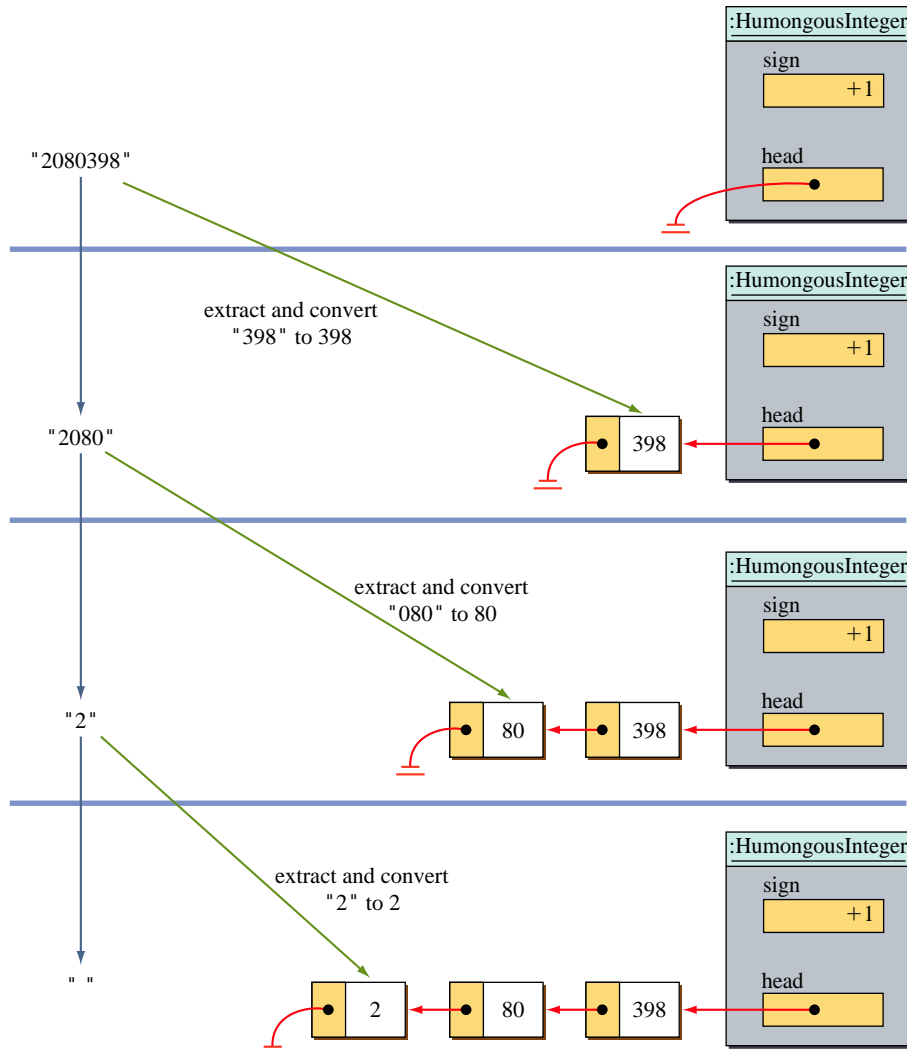 :HumongousInteger
sign
+1
head
"2080398"
:HumongousInteger
sign
+1
head
extract and convert
"398" to 398
398
"2080"
:HumongousInteger
sign
+1
head
extract and convert
"080" to 80
80
398
"2"
:HumongousInteger
sign
+1
head
extract and convert
"2" to 2
2
80
398
" "